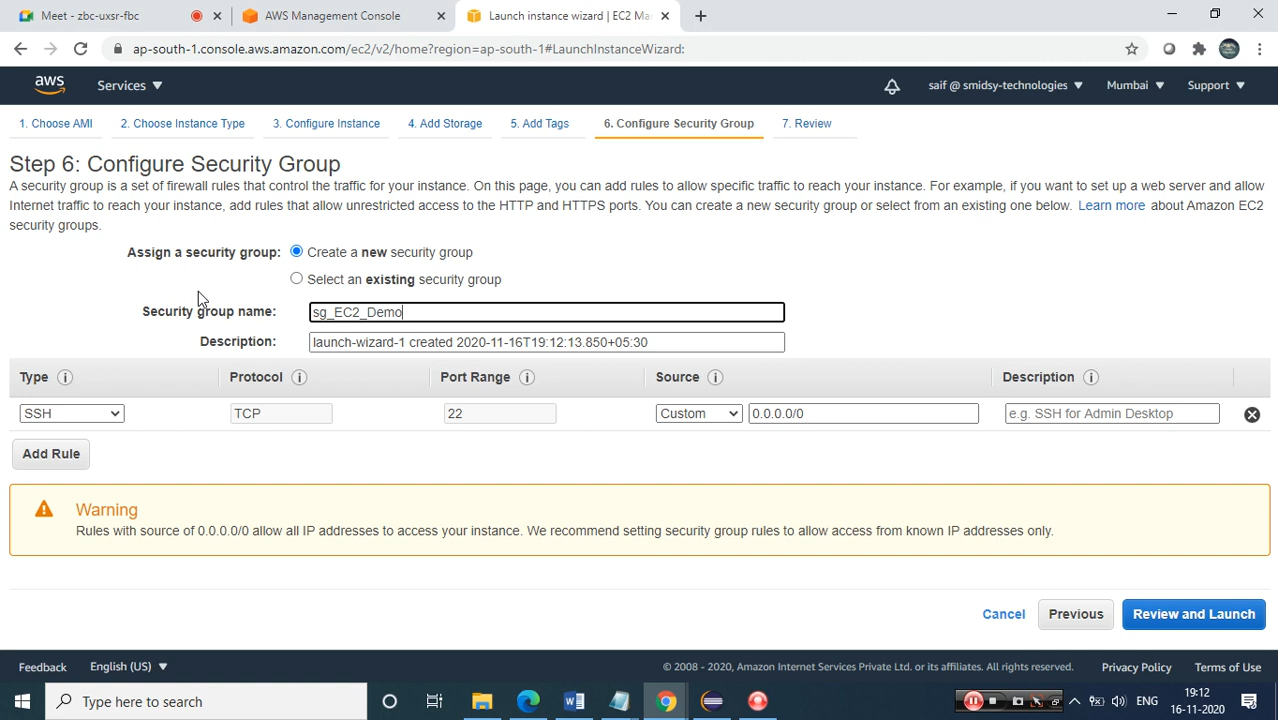 Meet - zbc-uxsr-fbc
AWS Management Console
Launch instance wizard | EC2 Ma
ap-south-1.console.aws.amazon.com/ec2/v2/home?region=ap-south-1#LaunchInstanceWizard:
aws
Services
saif @ smidsy-technologies
Mumbai
Support
1. Choose AMI
2. Choose Instance Type
3. Configure Instance
4. Add Storage
5. Add Tags
6. Configure Security Group
7. Review
Step 6: Configure Security Group
A security group is a set of firewall rules that control the traffic for your instance. On this page, you can add rules to allow specific traffic to reach your instance. For example, if you want to set up a web server and allow
Internet traffic to reach your instance, add rules that allow unrestricted access to the HTTP and HTTPS ports. You can create a new security group or select from an existing one below. Learn more about Amazon EC2
security groups.
Assign a security group:
Create a new security group
Select an existing security group
Security group name:
sg_EC2_Demo
Description:
launch-wizard-1 created 2020-11-16T19:12:13.850+05:30
Type
Protocol
Port Range
Source
Description
SSH
TCP
22
Custom
0.0.0.0/0
e.g. SSH for Admin Desktop
Add Rule
Warning
Rules with source of 0.0.0.0/0 allow all IP addresses to access your instance. We recommend setting security group rules to allow access from known IP addresses only.
Cancel
Previous
Review and Launch
Feedback
English (US)
© 2008 - 2020, Amazon Internet Services Private Ltd. or its affiliates. All rights reserved.
Privacy Policy
Terms of Use
Type here to search
ENG
19:12
16-11-2020